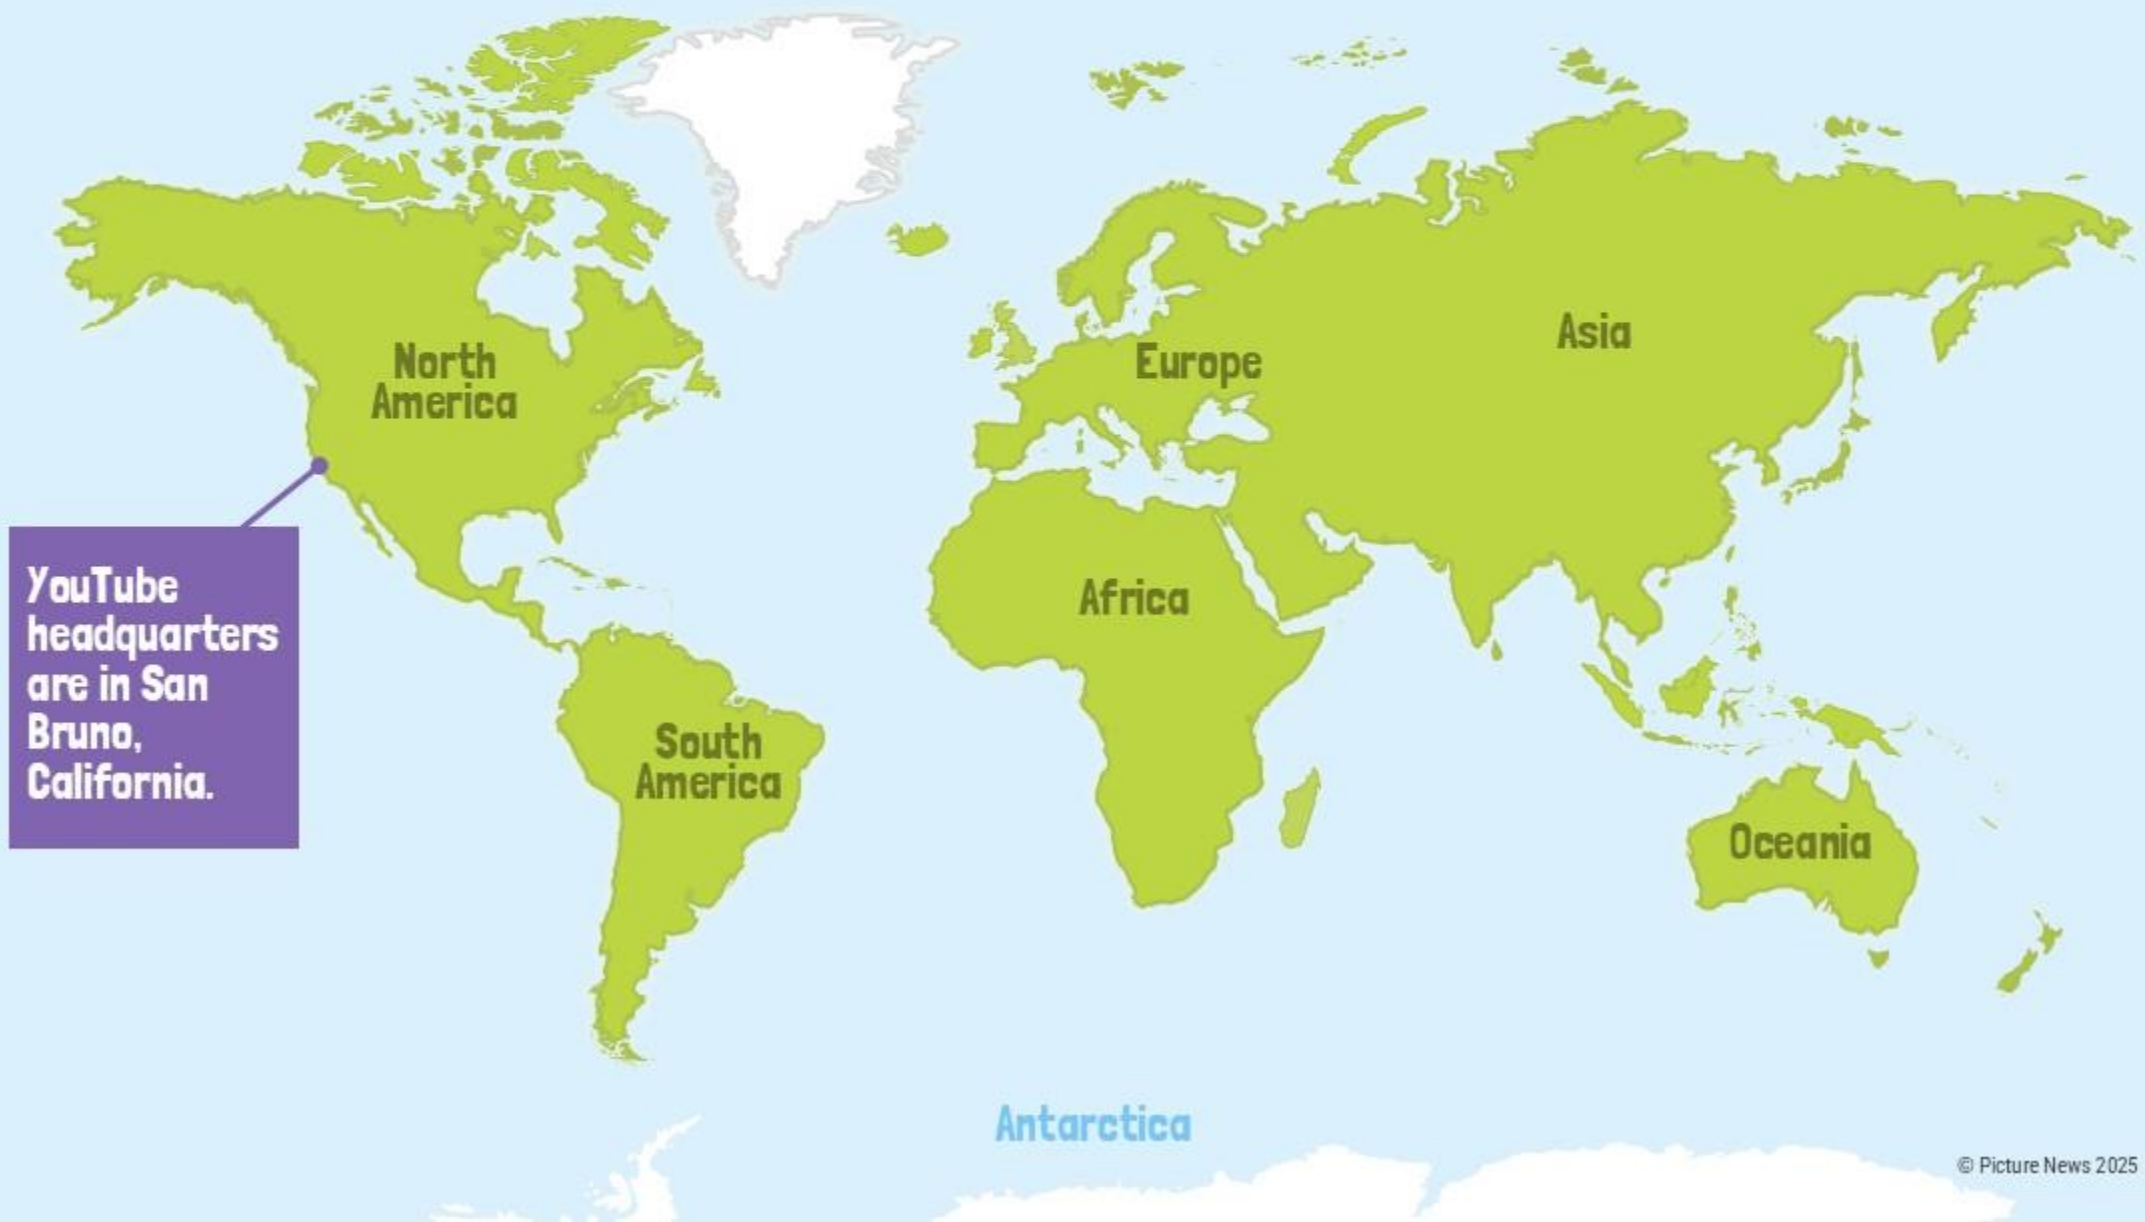 North
America
Europe
Asia
YouTube
headquarters
are in San
Bruno,
California.
Africa
South
America
Oceania
Antarctica
© Picture News 2025